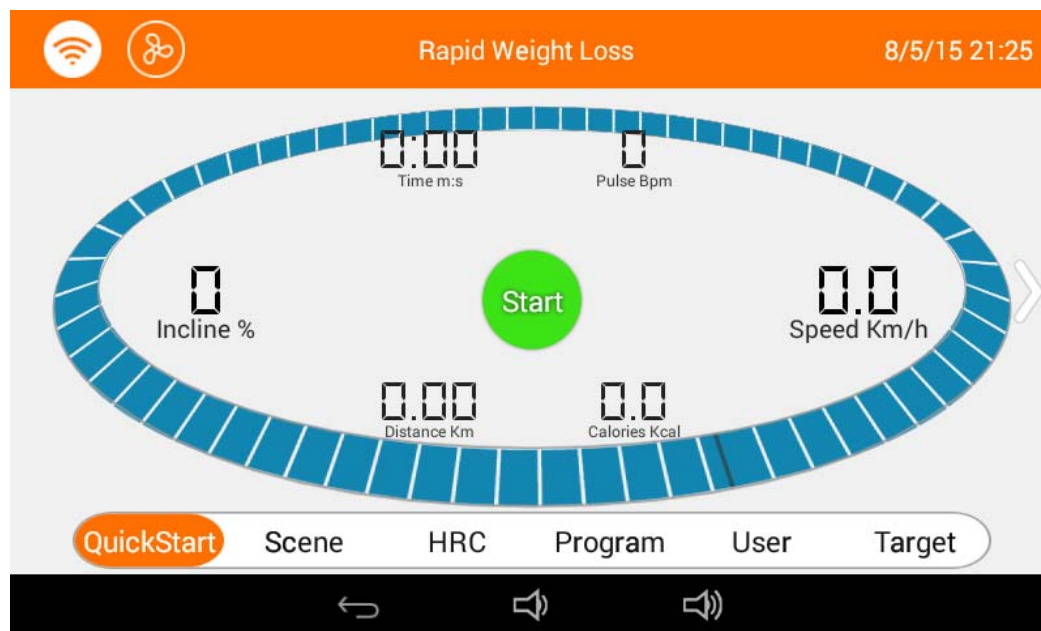 Rapid Weight Loss
8/5/15 21:25
0:00
Time m:s
0
Pulse Bpm
0
Incline %
Start
0.0
Speed Km/h
0.00
Distance Km
0.0
Calories Kcal
QuickStart
Scene
HRC
Program
User
Target